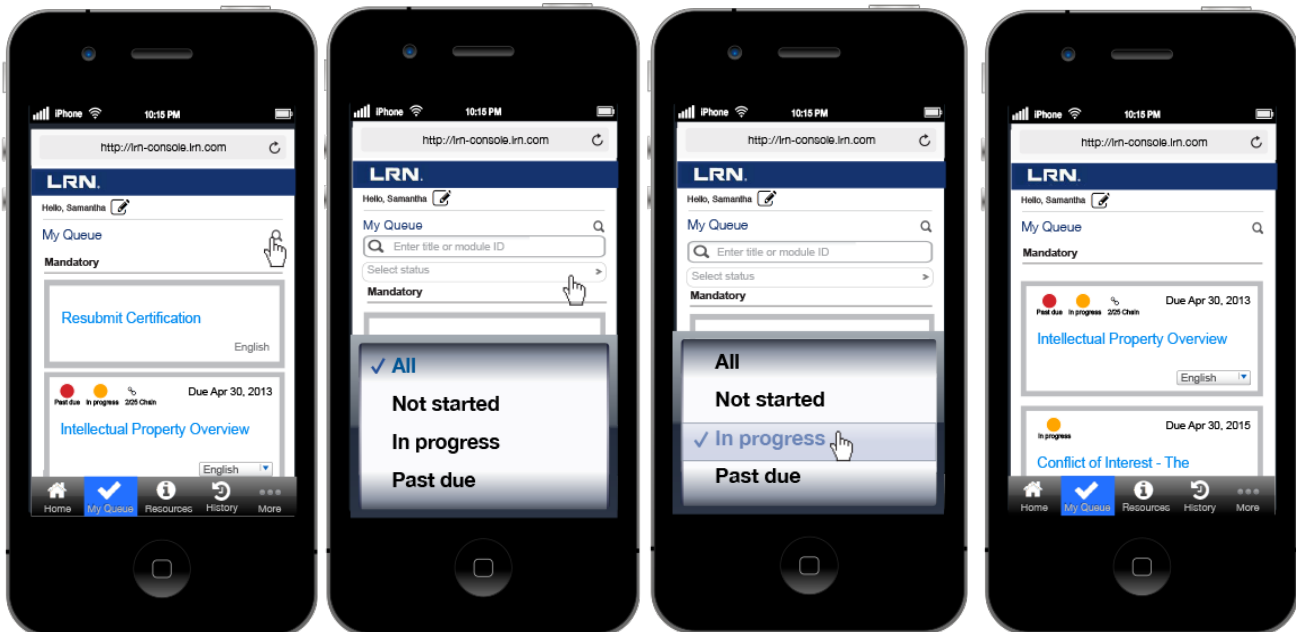 iPhone 10:15 PM
http://lrn-console.lrn.com
LRN.
Hello, Samantha
My Queue
Mandatory
Resubmit Certification
English
Past due In progress 2/25 Chain Due Apr 30, 2013
Intellectual Property Overview
English
Home My Queue Resources History More
iPhone 10:15 PM
http://lrn-console.lrn.com
LRN.
Hello, Samantha
My Queue
Enter title or module ID
Select status >
Mandatory
✓ All
Not started
In progress
Past due
iPhone 10:15 PM
http://lrn-console.lrn.com
LRN.
Hello, Samantha
My Queue
Enter title or module ID
Select status >
Mandatory
All
Not started
✓ In progress
Past due
iPhone 10:15 PM
http://lrn-console.lrn.com
LRN.
Hello, Samantha
My Queue
Mandatory
Past due In progress 2/25 Chain Due Apr 30, 2013
Intellectual Property Overview
English
In progress Due Apr 30, 2015
Conflict of Interest - The
Home My Queue Resources History More